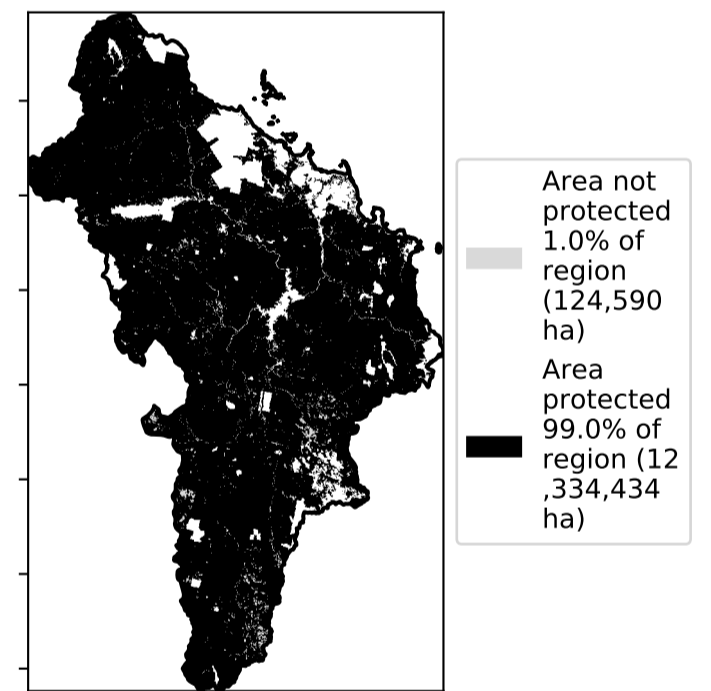 Area not
protected
1.0% of
region
(124,590
ha)
Area
protected
99.0% of
region (12
,334,434
ha)